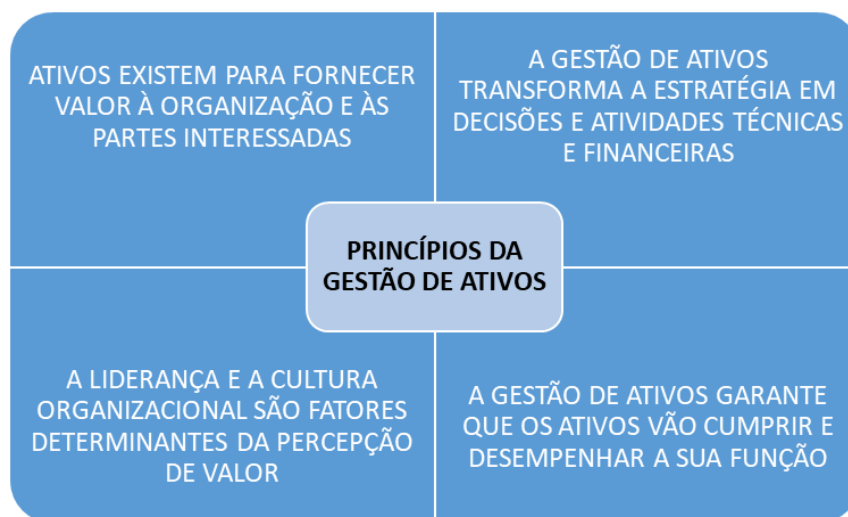 ATIVOS EXISTEM PARA FORNECER
VALOR À ORGANIZAÇÃO E ÀS
PARTES INTERESSADAS
A GESTÃO DE ATIVOS
TRANSFORMA A ESTRATÉGIA EM
DECISÕES E ATIVIDADES TÉCNICAS
E FINANCEIRAS
PRINCÍPIOS DA
GESTÃO DE ATIVOS
A LIDERANÇA E A CULTURA
ORGANIZACIONAL SÃO FATORES
DETERMINANTES DA PERCEPÇÃO
DE VALOR
A GESTÃO DE ATIVOS GARANTE
QUE OS ATIVOS VÃO CUMPRIR E
DESEMPENHAR A SUA FUNÇÃO